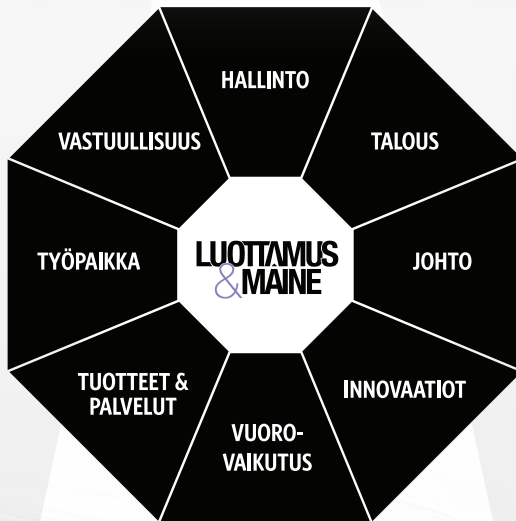 HALLINTO
TALOUS
JOHTO
INNOVAATIOT
VUORO-
VAIKUTUS
TUOTTEET &
PALVELUT
TYÖPAIKKA
VASTUULLISUUS
LUOTTAMUS
& MAINE